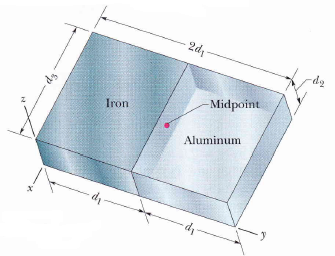 2d₁
d₂
d₃
Iron
Midpoint
Aluminum
z
x
d₁
d₁
y